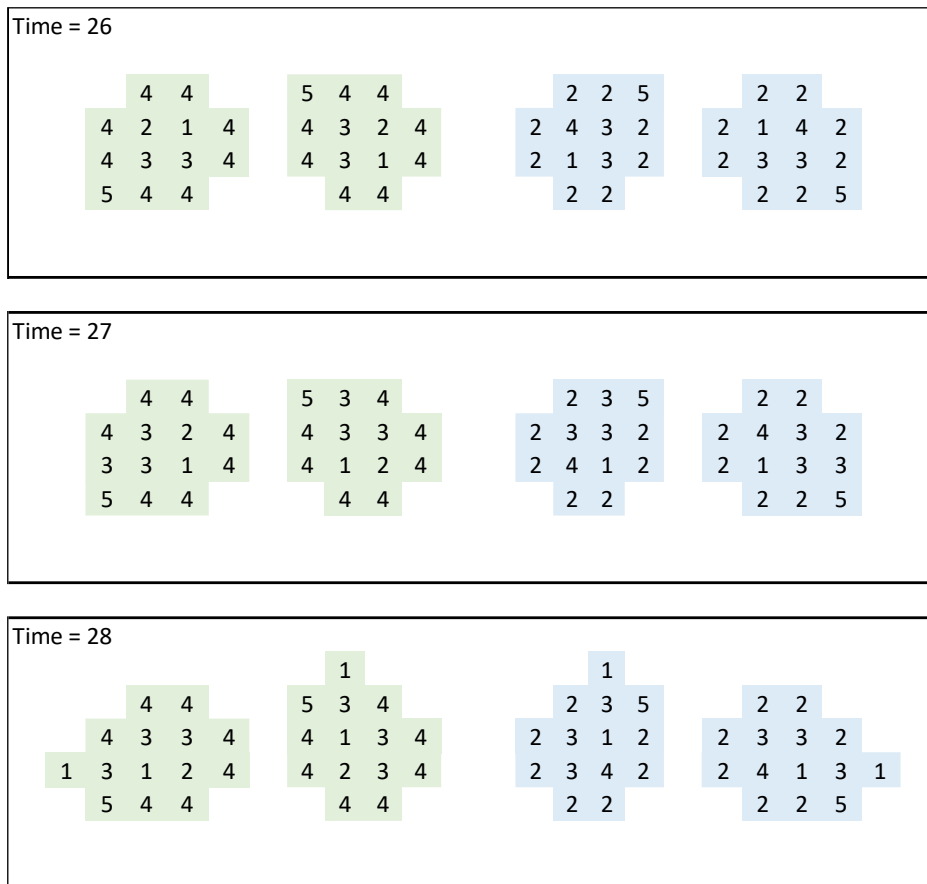 Time = 26
4 4 5 4 4 2 2 5 2 2
4 2 1 4 4 3 2 4 2 4 3 2 2 1 4 2
4 3 3 4 4 3 1 4 2 1 3 2 2 3 3 2
5 4 4 4 4 2 2 2 2 5
Time = 27
4 4 5 3 4 2 3 5 2 2
4 3 2 4 4 3 3 4 2 3 3 2 2 4 3 2
3 3 1 4 4 1 2 4 2 4 1 2 2 1 3 3
5 4 4 4 4 2 2 2 2 5
Time = 28
1 1
4 4 5 3 4 2 3 5 2 2
4 3 3 4 4 1 3 4 2 3 1 2 2 3 3 2
1 3 1 2 4 4 2 3 4 2 3 4 2 2 4 1 3 1
5 4 4 4 4 2 2 2 2 5